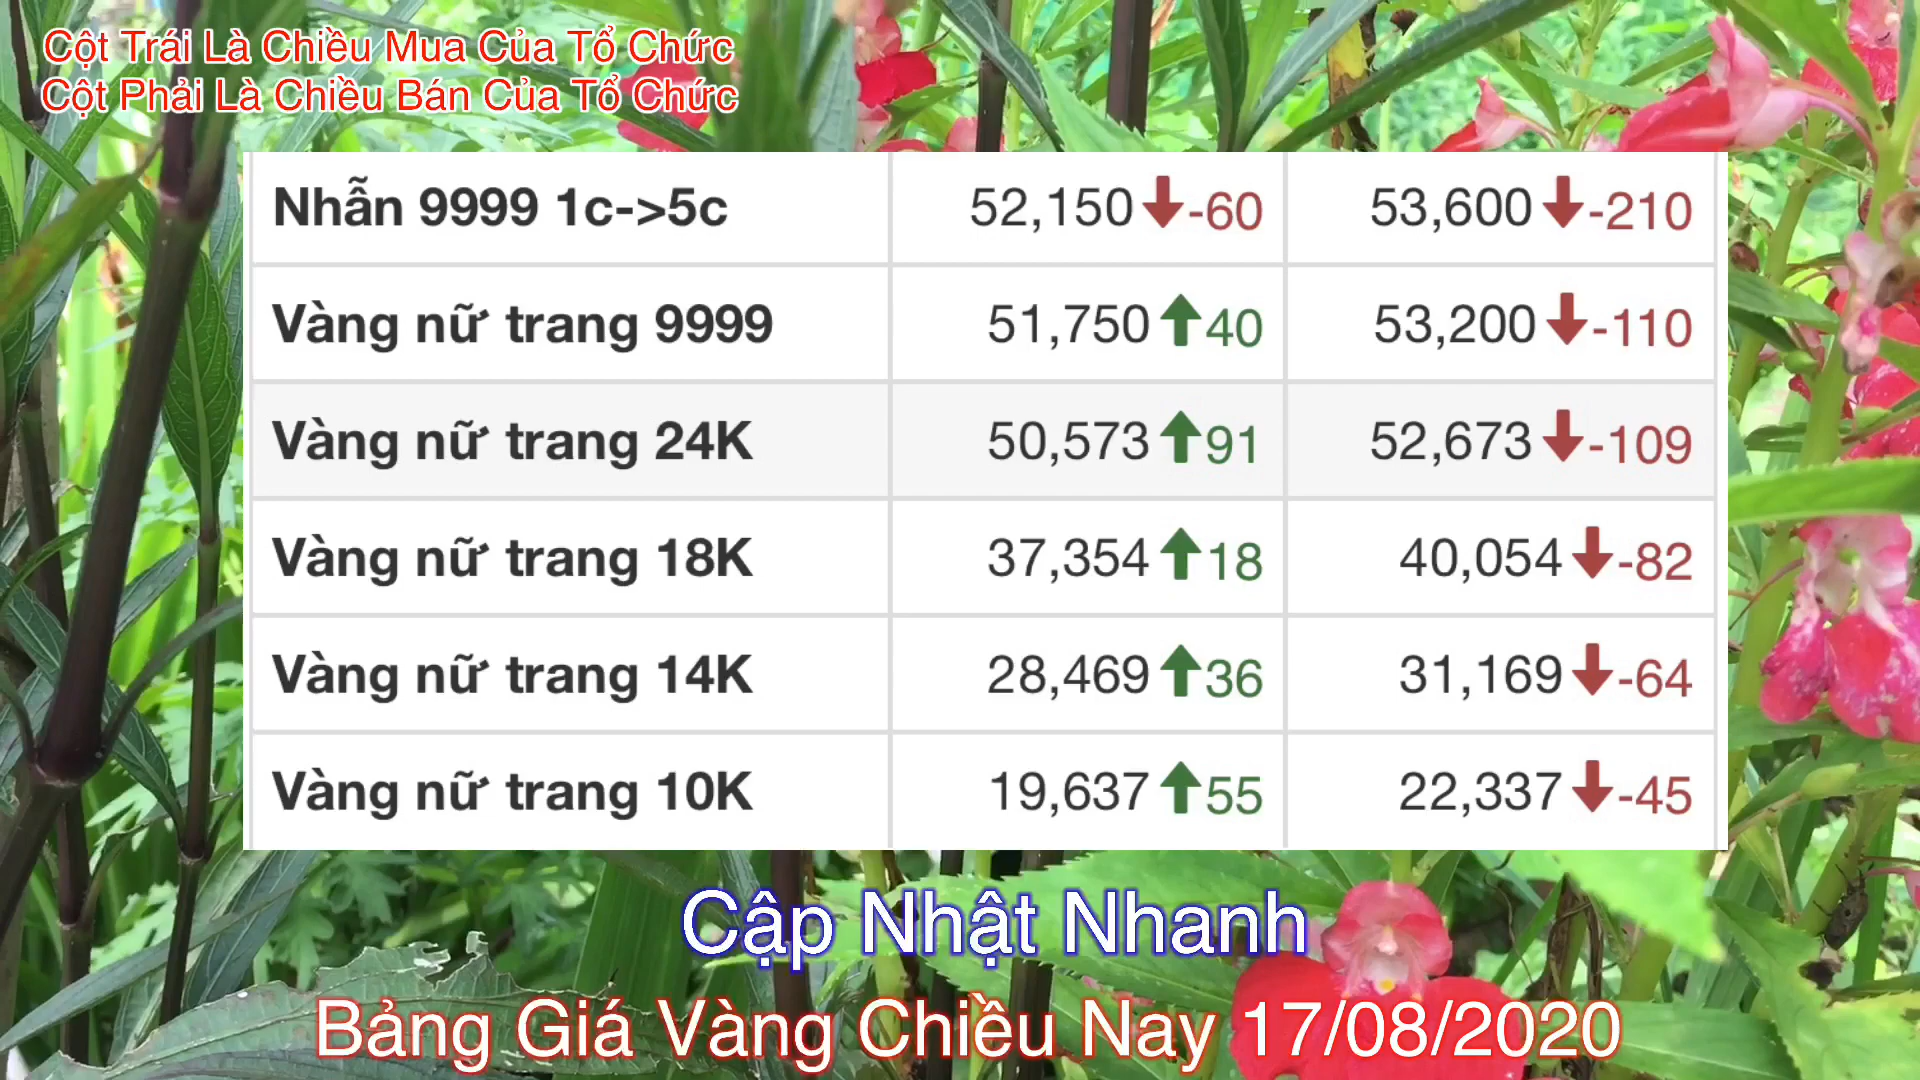 Cột Trái Là Chiều Mua Của Tổ Chức
Cột Phải Là Chiều Bán Của Tổ Chức
Nhẫn 9999 1c->5c 52,150 -60 53,600 -210
Vàng nữ trang 9999 51,750 40 53,200 -110
Vàng nữ trang 24K 50,573 91 52,673 -109
Vàng nữ trang 18K 37,354 18 40,054 -82
Vàng nữ trang 14K 28,469 36 31,169 -64
Vàng nữ trang 10K 19,637 55 22,337 -45
Cập Nhật Nhanh
Bảng Giá Vàng Chiều Nay 17/08/2020